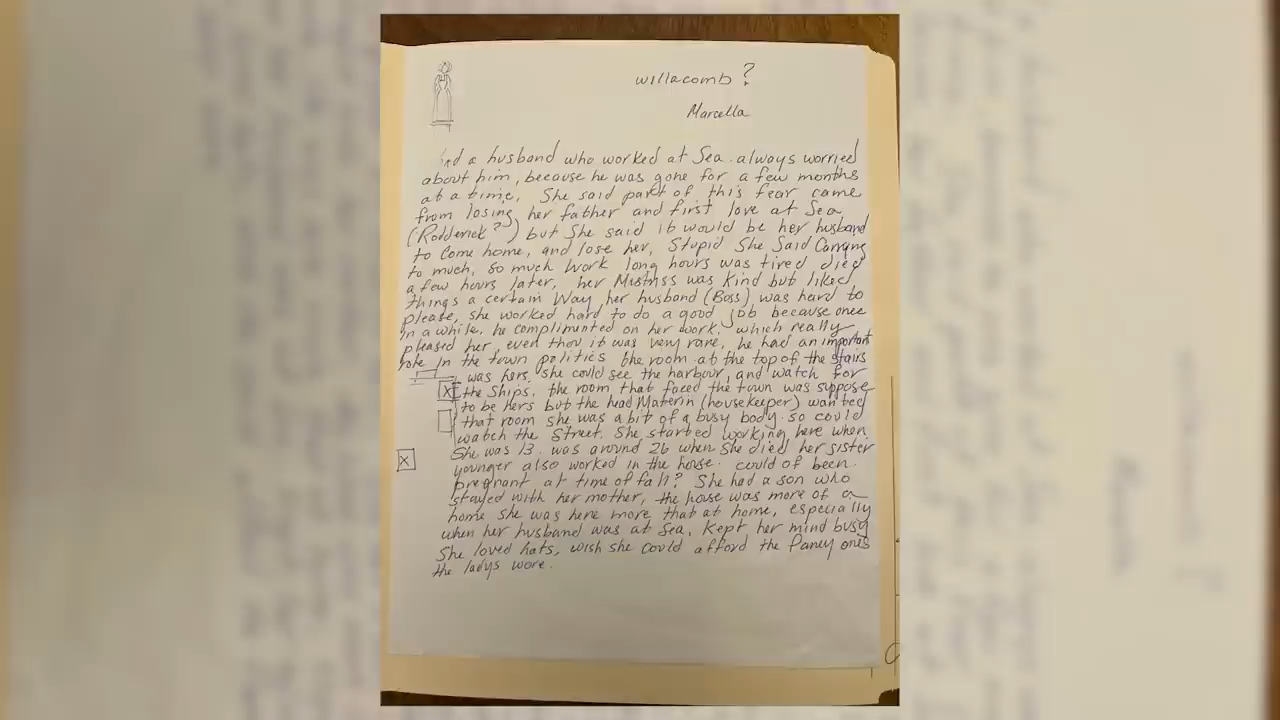 willacomb?
Marcella
had a husband who worked at Sea. always worried
about him, because he was gone for a few months
at a time. She said part of this fear came
from losing her father and first love at Sea
(Rodderick?) but She said it would be her husband
to come home, and lose her, Stupid She Said Carrying
to much, so much Work long hours was tired died
a few hours later. her Mistriss was kind but liked
things a certain Way, her husband (Boss) was hard to
please, she worked hard to do a good job because once
in a while, he complimented on her work. which really
pleased her, even thou it was very rare, he had an important
role in the town politics the room at the top of the stairs
was hers, she could see the harbour, and watch for
the Ships. the room that faced the town was suppose
to be hers but the head Materin (housekeeper) wanted
that room she was a bit of a busy body. so could
watch the Street. She started working here when
She was 13. was around 26 when she died her sister
younger also worked in the house. could of been
pregnant at time of fall? She had a son who
stayed with her mother, the house was more of a
home she was here more that at home, especially
when her husband was at Sea. Kept her mind busy
She loved hats, wish she could afford the fancy ones
the ladys wore.